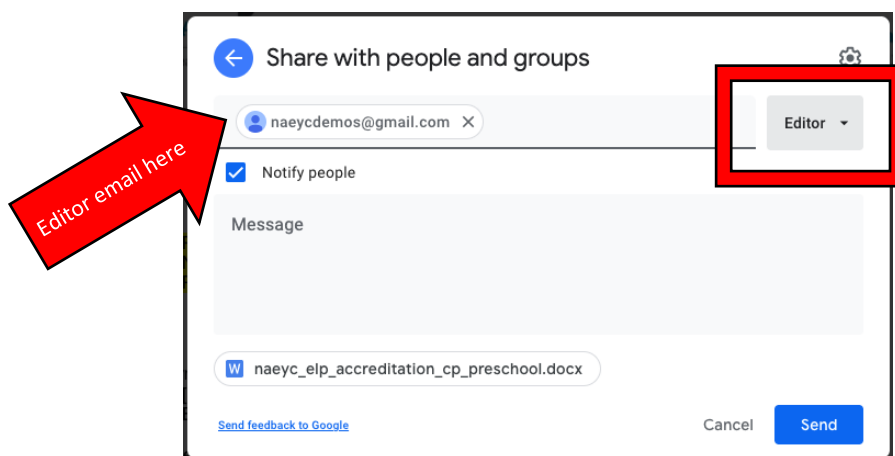 Share with people and groups
naeycdemos@gmail.com
Editor
Editor email here
Notify people
Message
W naeyc_elp_accreditation_cp_preschool.docx
Send feedback to Google
Cancel
Send